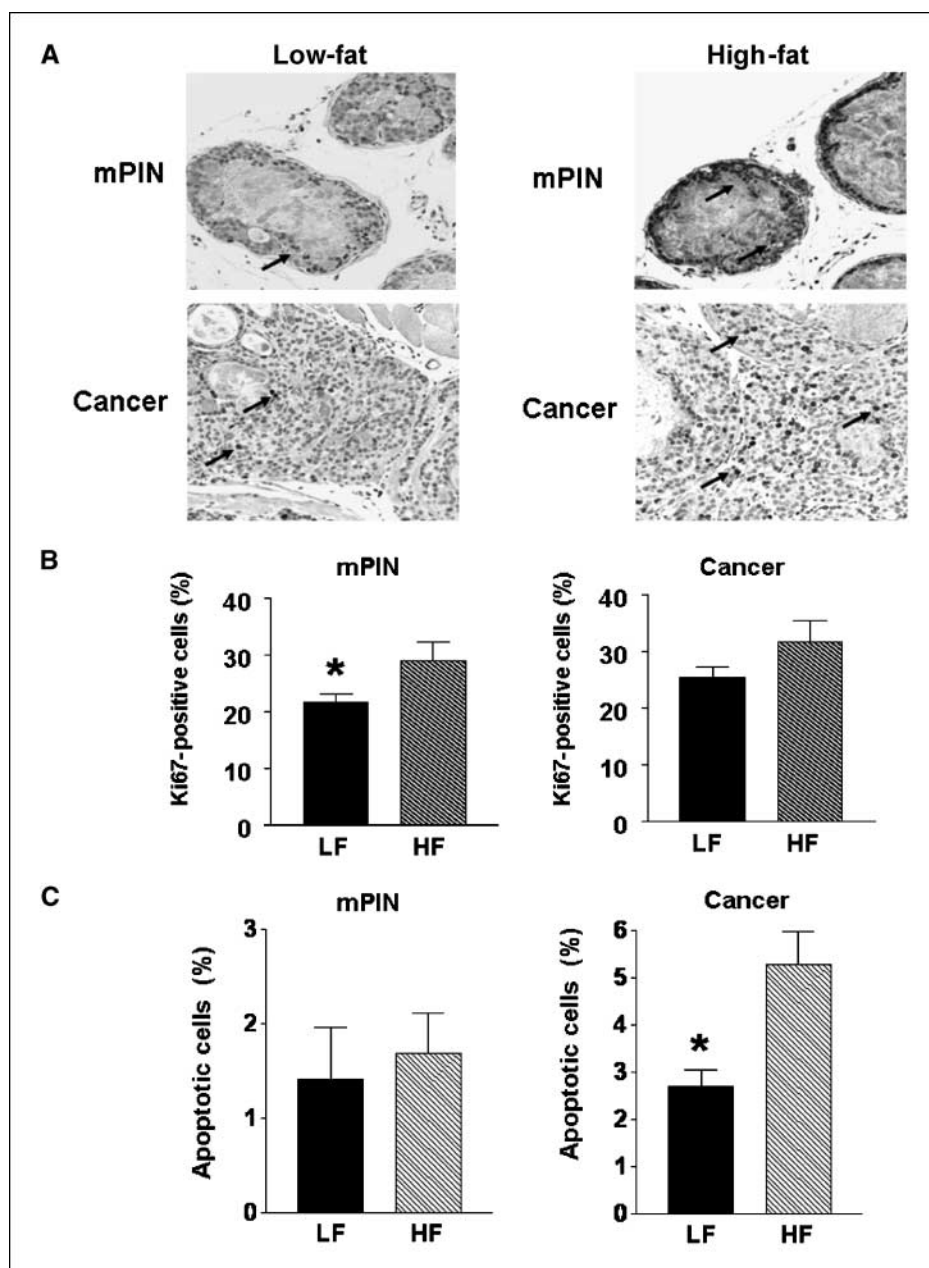 A
Low-fat
High-fat
mPIN
mPIN
Cancer
Cancer
B
mPIN
Ki67-positive cells (%)
40
30
20
10
0
LF
HF
*
Cancer
Ki67-positive cells (%)
40
30
20
10
0
LF
HF
C
mPIN
Apoptotic cells (%)
3
2
1
0
LF
HF
Cancer
Apoptotic cells (%)
6
5
4
3
2
1
0
*
LF
HF